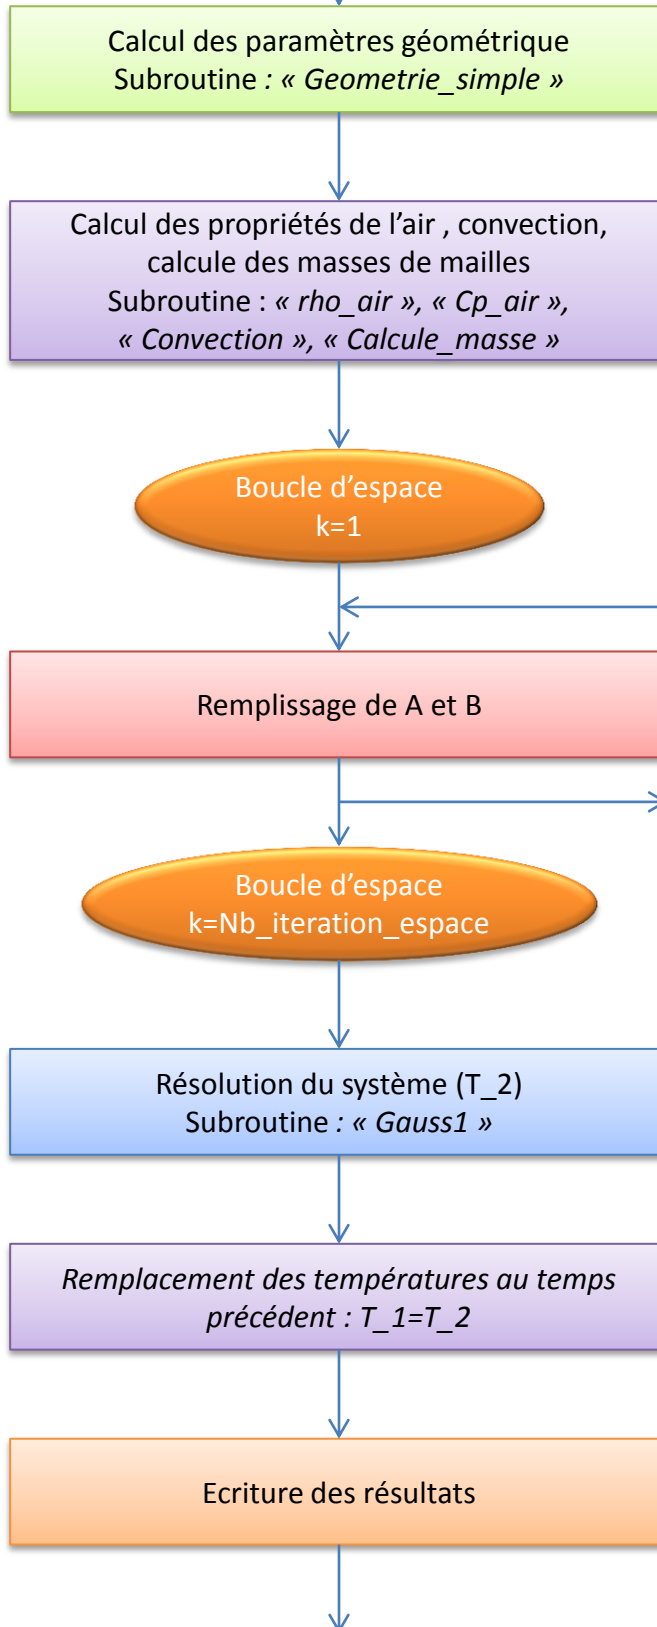 Calcul des paramètres géométrique
Subroutine : « Geometrie_simple »
Calcul des propriétés de l’air , convection,
calcule des masses de mailles
Subroutine : « rho_air », « Cp_air »,
« Convection », « Calcule_masse »
Boucle d’espace
k=1
Remplissage de A et B
Boucle d’espace
k=Nb_iteration_espace
Résolution du système (T_2)
Subroutine : « Gauss1 »
Remplacement des températures au temps
précédent : T_1=T_2
Ecriture des résultats